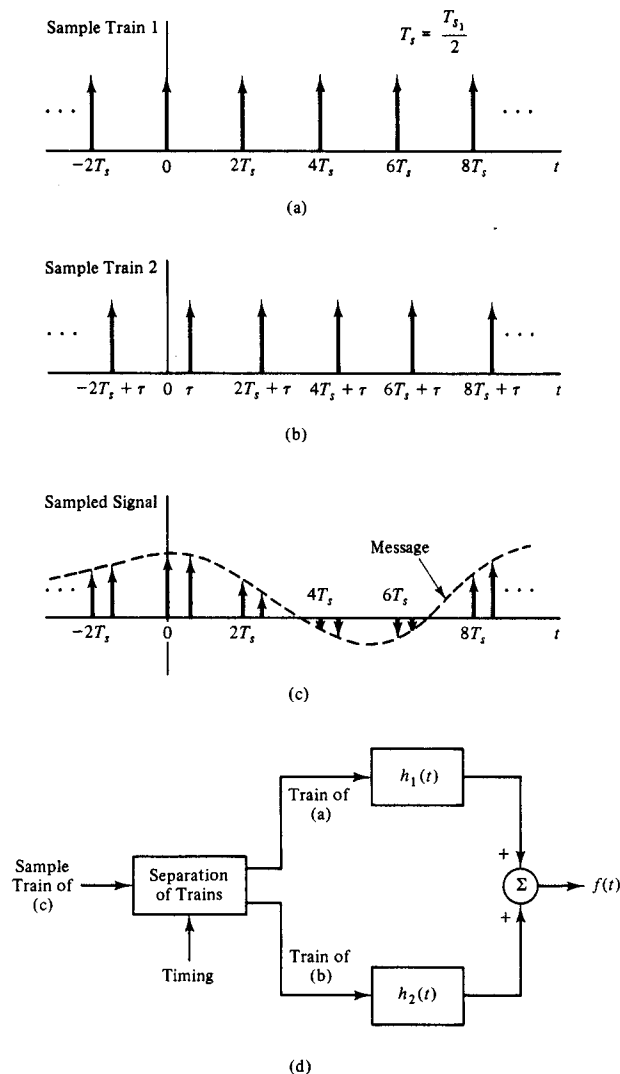 Sample Train 1
T_s = T_{s_1}/2
· · ·
· · ·
−2T_s 0 2T_s 4T_s 6T_s 8T_s t
(a)
Sample Train 2
· · ·
· · ·
−2T_s + τ 0 τ 2T_s + τ 4T_s + τ 6T_s + τ 8T_s + τ t
(b)
Sampled Signal
Message
4T_s 6T_s
· · ·
· · ·
−2T_s 0 2T_s 8T_s t
(c)
h_1(t)
Train of
(a)
+
Sample
Train of
(c)
Separation
of Trains
Σ
f(t)
+
Timing
Train of
(b)
h_2(t)
(d)